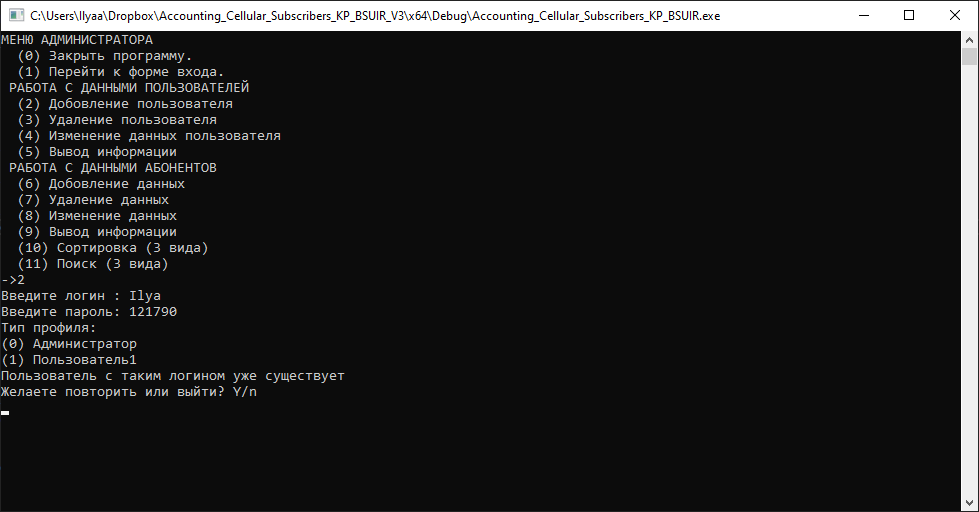 C:\Users\Ilyaa\Dropbox\Accounting_Cellular_Subscribers_KP_BSUIR_V3\x64\Debug\Accounting_Cellular_Subscribers_KP_BSUIR.exe
МЕНЮ АДМИНИСТРАТОРА
(0) Закрыть программу.
(1) Перейти к форме входа.
РАБОТА С ДАННЫМИ ПОЛЬЗОВАТЕЛЕЙ
(2) Добовление пользователя
(3) Удаление пользователя
(4) Изменение данных пользователя
(5) Вывод информации
РАБОТА С ДАННЫМИ АБОНЕНТОВ
(6) Добовление данных
(7) Удаление данных
(8) Изменение данных
(9) Вывод информации
(10) Сортировка (3 вида)
(11) Поиск (3 вида)
->2
Введите логин : Ilya
Введите пароль: 121790
Тип профиля:
(0) Администратор
(1) Пользователь1
Пользователь с таким логином уже существует
Желаете повторить или выйти? Y/n